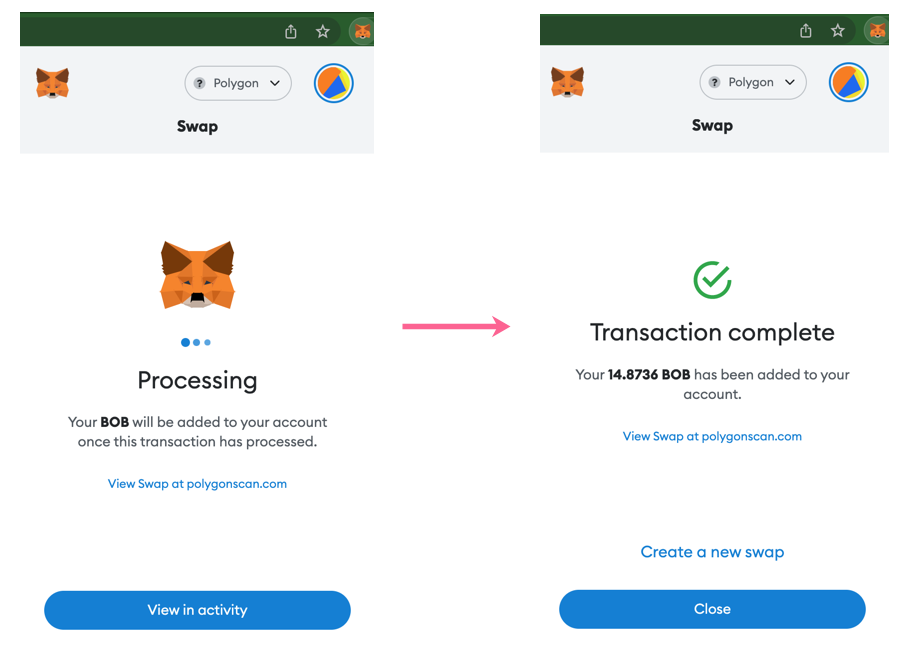 ? Polygon
Swap
Processing
Your BOB will be added to your account
once this transaction has processed.
View Swap at polygonscan.com
View in activity
? Polygon
Swap
Transaction complete
Your 14.8736 BOB has been added to your
account.
View Swap at polygonscan.com
Create a new swap
Close